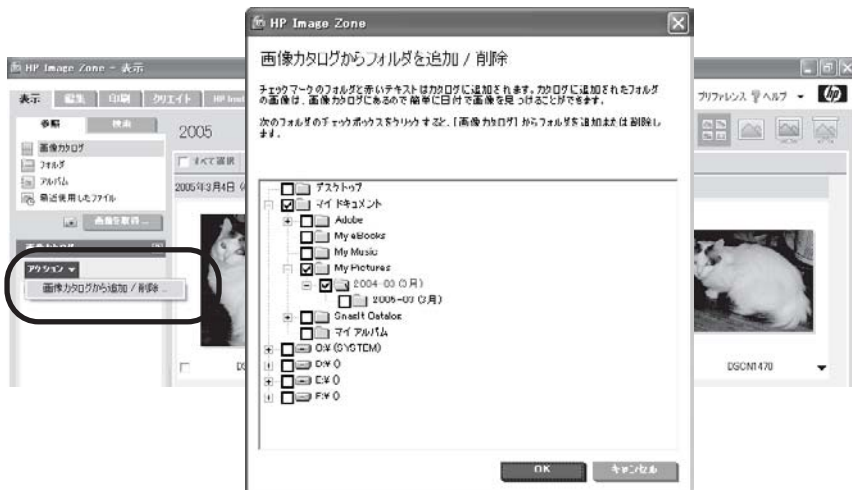 HP Image Zone
画像カタログからフォルダを追加 / 削除
チェックマークのフォルダと赤いテキストはカタログに追加されます。カタログに追加されたフォルダ
の画像は、画像カタログにあるので簡単に日付で画像を見つけることができます。
次のフォルダのチェックボックスをクリックすると、[画像カタログ] からフォルダを追加または削除し
ます。
デスクトップ
マイ ドキュメント
Adobe
My eBooks
My Music
My Pictures
2004-03 (3月)
2005-03 (3月)
SnagIt Catalog
マイ アルバム
C:¥ (SYSTEM)
D:¥ ()
E:¥ ()
F:¥ ()
OK
キャンセル
HP Image Zone - 表示
表示
編集
印刷
クリエイト
プリファレンス
ヘルプ
hp
参照
検索
画像カタログ
フォルダ
アルバム
最近使用したファイル
画像を取得...
アクション
画像カタログから追加 / 削除 ...
2005
すべて選択
2005年3月4日
DSCN1470